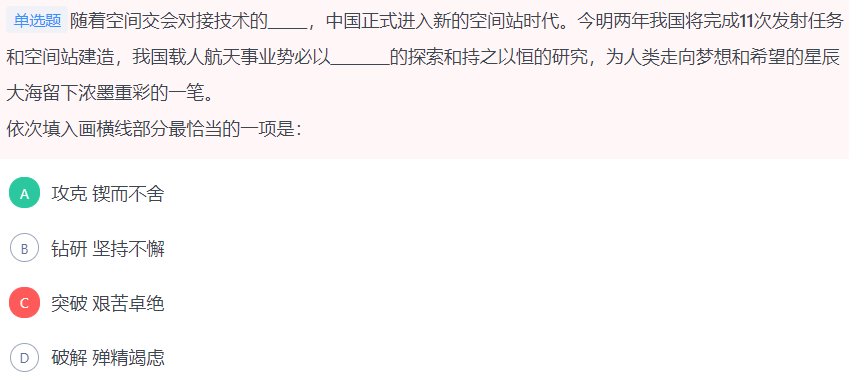 单选题 随着空间交会对接技术的_____，中国正式进入新的空间站时代。今明两年我国将完成11次发射任务
和空间站建造，我国载人航天事业势必以________的探索和持之以恒的研究，为人类走向梦想和希望的星辰
大海留下浓墨重彩的一笔。
依次填入画横线部分最恰当的一项是：
A 攻克 锲而不舍
B 钻研 坚持不懈
C 突破 艰苦卓绝
D 破解 殚精竭虑